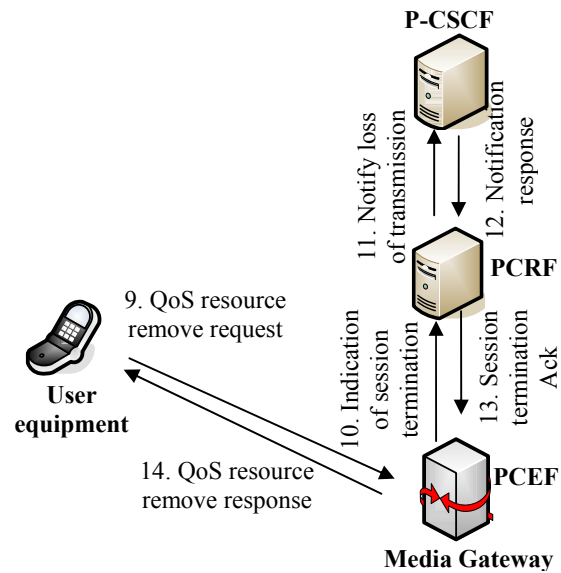 P-CSCF
11. Notify loss
of transmission
12. Notification
response
PCRF
9. QoS resource
remove request
User
equipment
10. Indication
of session
termination
13. Session
termination
Ack
14. QoS resource
remove response
PCEF
Media Gateway